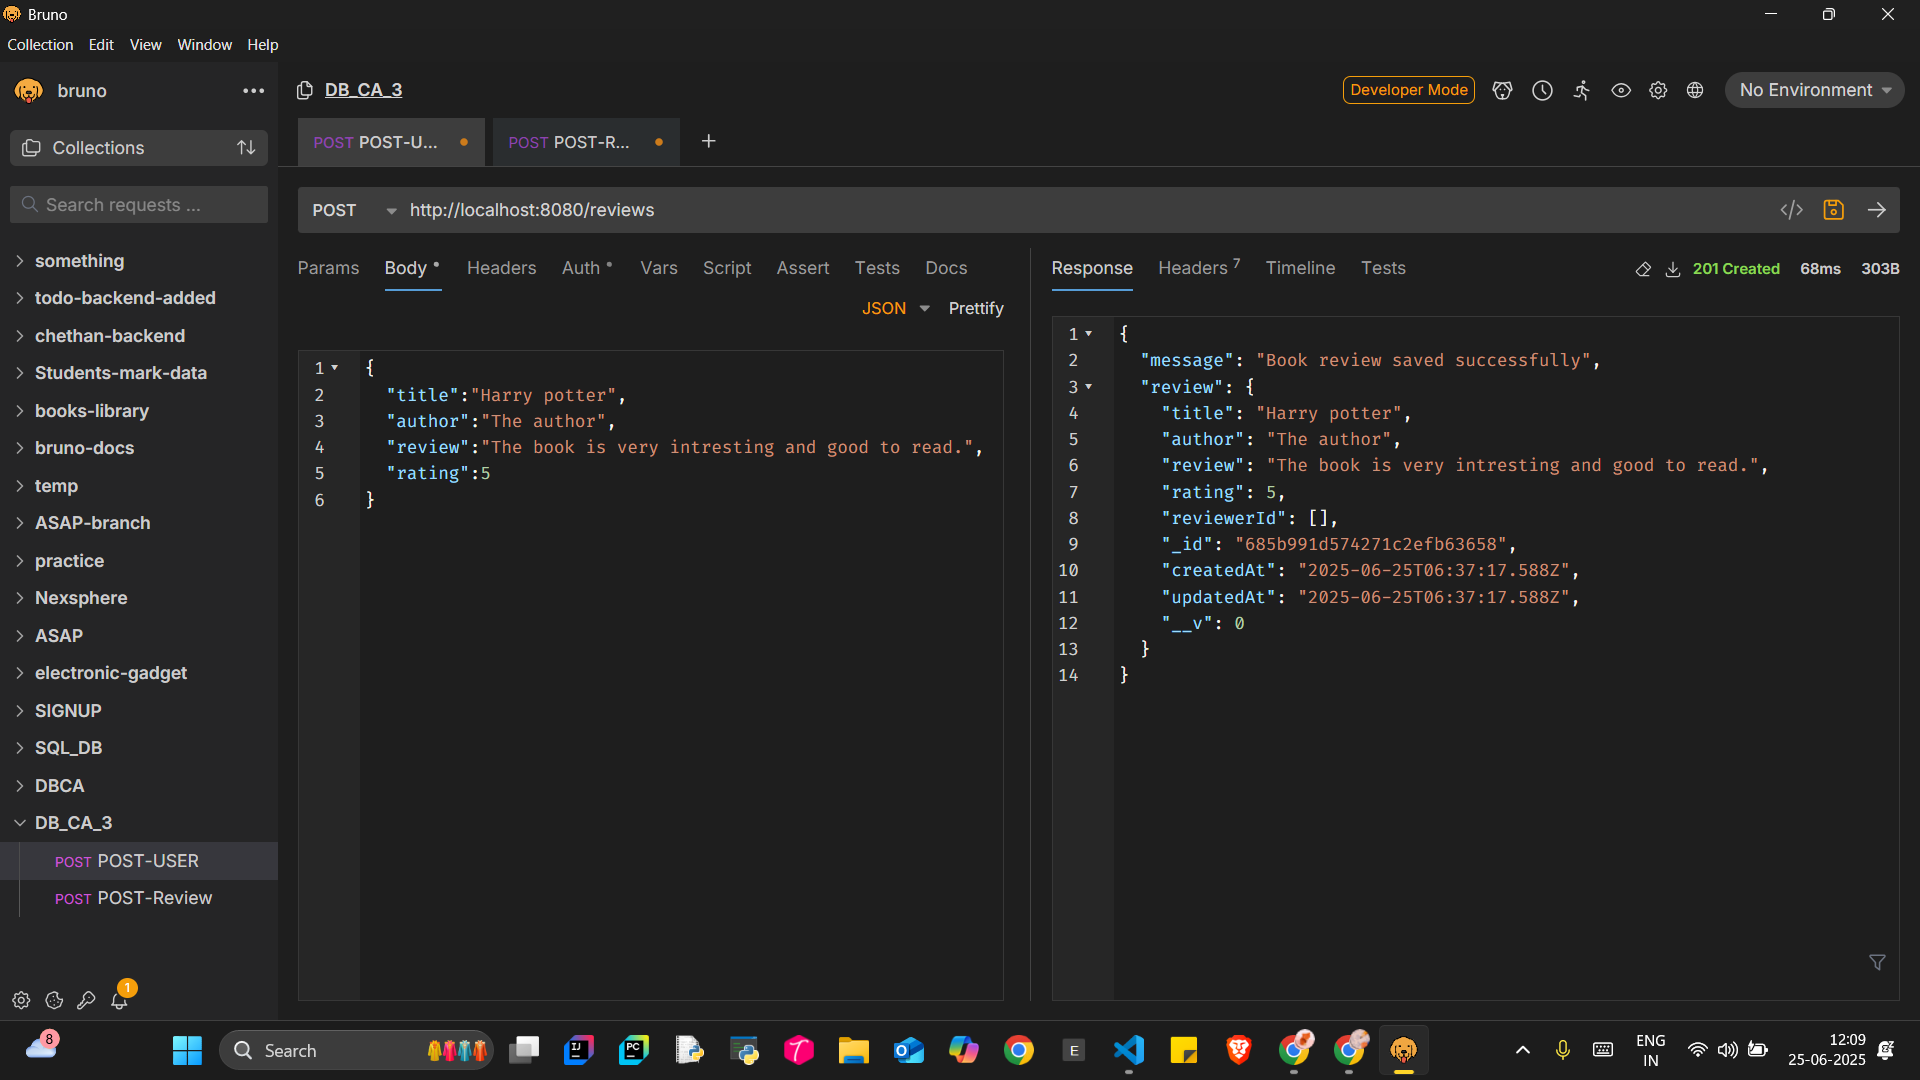 Bruno
Collection Edit View Window Help
bruno
DB_CA_3
Developer Mode
No Environment
Collections
POST POST-U...
POST POST-R...
Search requests ...
POST
http://localhost:8080/reviews
something
todo-backend-added
chethan-backend
Students-mark-data
books-library
bruno-docs
temp
ASAP-branch
practice
Nexsphere
ASAP
electronic-gadget
SIGNUP
SQL_DB
DBCA
DB_CA_3
POST POST-USER
POST POST-Review
Params Body Headers Auth Vars Script Assert Tests Docs
JSON Prettify
1 {
2 "title":"Harry potter",
3 "author":"The author",
4 "review":"The book is very intresting and good to read.",
5 "rating":5
6 }
Response Headers 7 Timeline Tests
201 Created 68ms 303B
1 {
2 "message": "Book review saved successfully",
3 "review": {
4 "title": "Harry potter",
5 "author": "The author",
6 "review": "The book is very intresting and good to read.",
7 "rating": 5,
8 "reviewerId": [],
9 "_id": "685b991d574271c2efb63658",
10 "createdAt": "2025-06-25T06:37:17.588Z",
11 "updatedAt": "2025-06-25T06:37:17.588Z",
12 "__v": 0
13 }
14 }
1
8
Search
IJ
PC
E
ENG
IN
12:09
25-06-2025